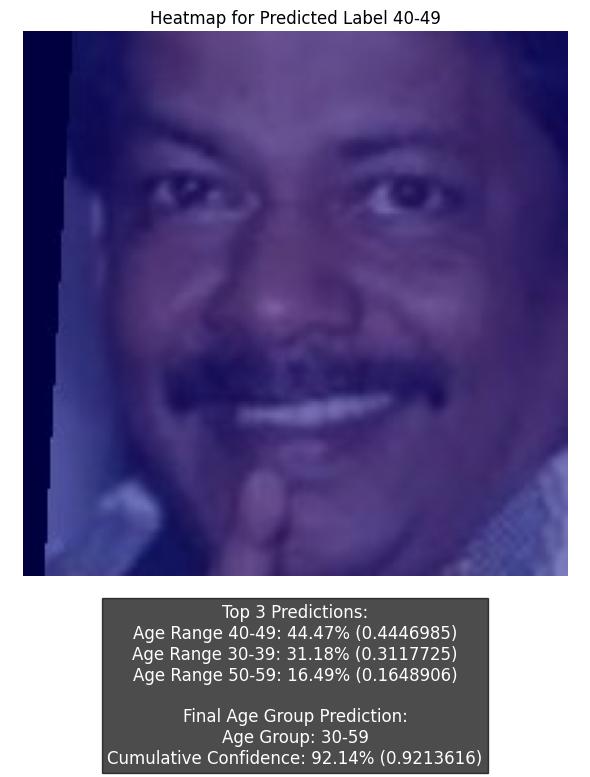 Heatmap for Predicted Label 40-49
Top 3 Predictions:
Age Range 40-49: 44.47% (0.4446985)
Age Range 30-39: 31.18% (0.3117725)
Age Range 50-59: 16.49% (0.1648906)
Final Age Group Prediction:
Age Group: 30-59
Cumulative Confidence: 92.14% (0.9213616)